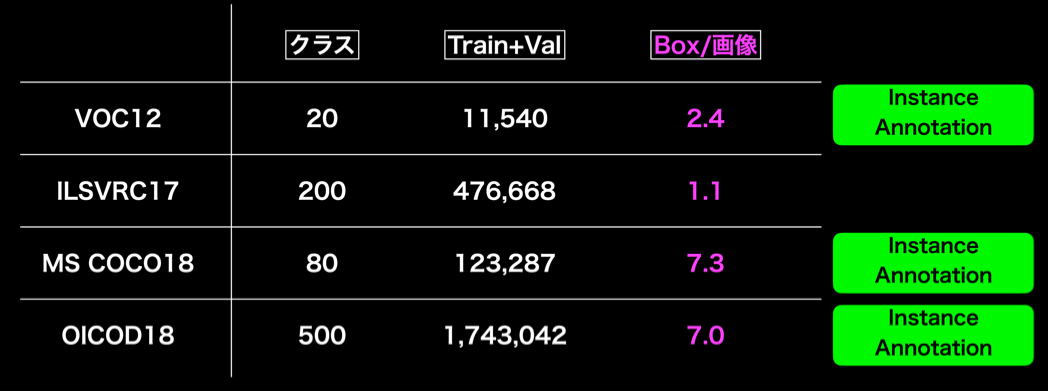 クラス Train+Val Box/画像
VOC12 20 11,540 2.4 Instance
Annotation
ILSVRC17 200 476,668 1.1
MS COCO18 80 123,287 7.3 Instance
Annotation
OICOD18 500 1,743,042 7.0 Instance
Annotation